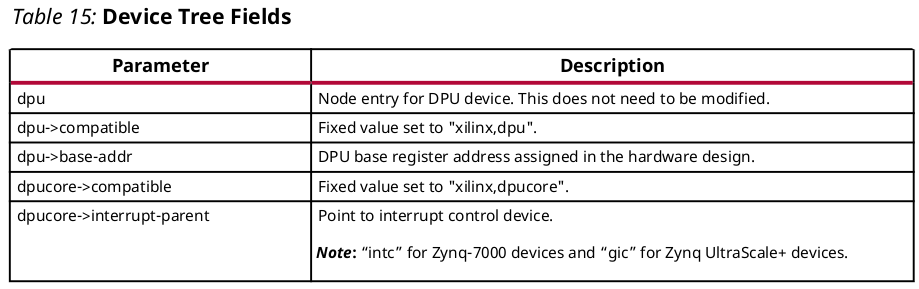 Table 15: Device Tree Fields
Parameter Description
dpu Node entry for DPU device. This does not need to be modified.
dpu->compatible Fixed value set to "xilinx,dpu".
dpu->base-addr DPU base register address assigned in the hardware design.
dpucore->compatible Fixed value set to "xilinx,dpucore".
dpucore->interrupt-parent Point to interrupt control device.
Note: “intc” for Zynq-7000 devices and “gic” for Zynq UltraScale+ devices.